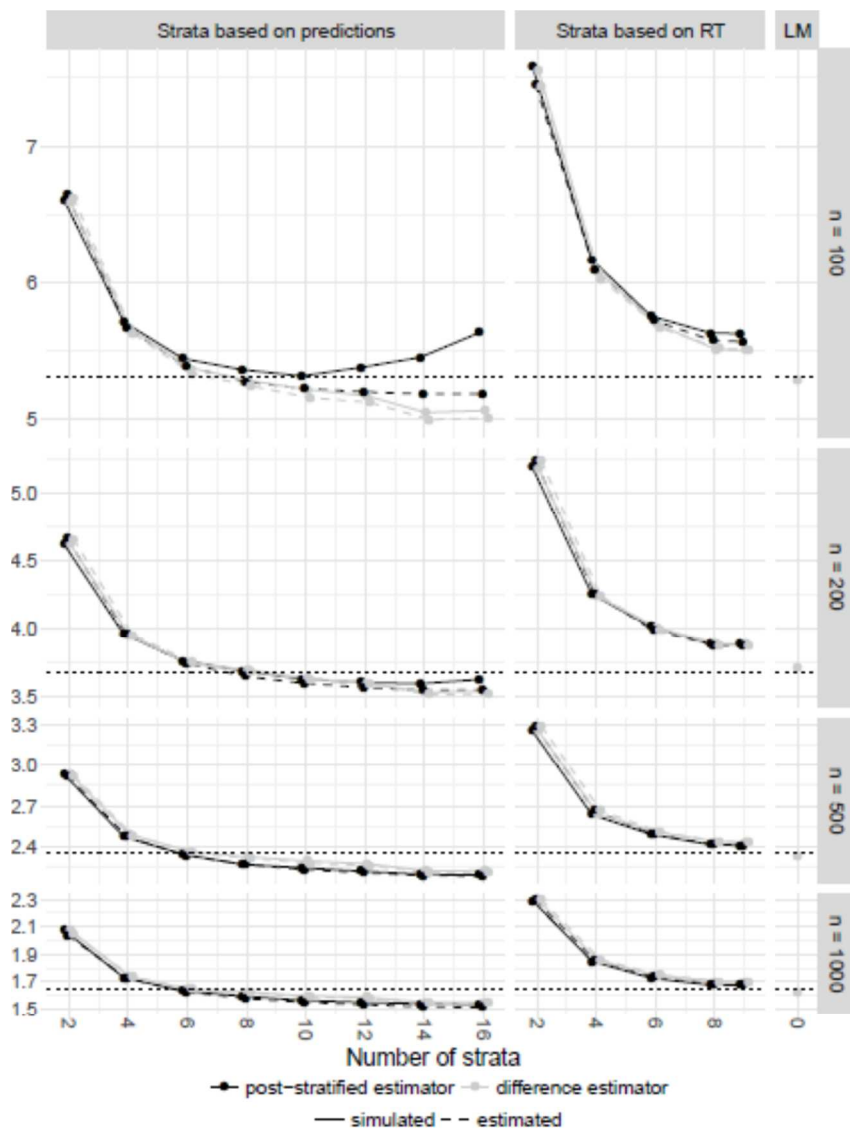 Strata based on predictions Strata based on RT LM
7
6
5
n = 100
5.0
4.5
4.0
3.5
n = 200
3.3
3.0
2.7
2.4
n = 500
2.3
2.1
1.9
1.7
1.5
n = 1000
2 4 6 8 10 12 14 16 2 4 6 8 0
Number of strata
post−stratified estimator difference estimator
simulated estimated